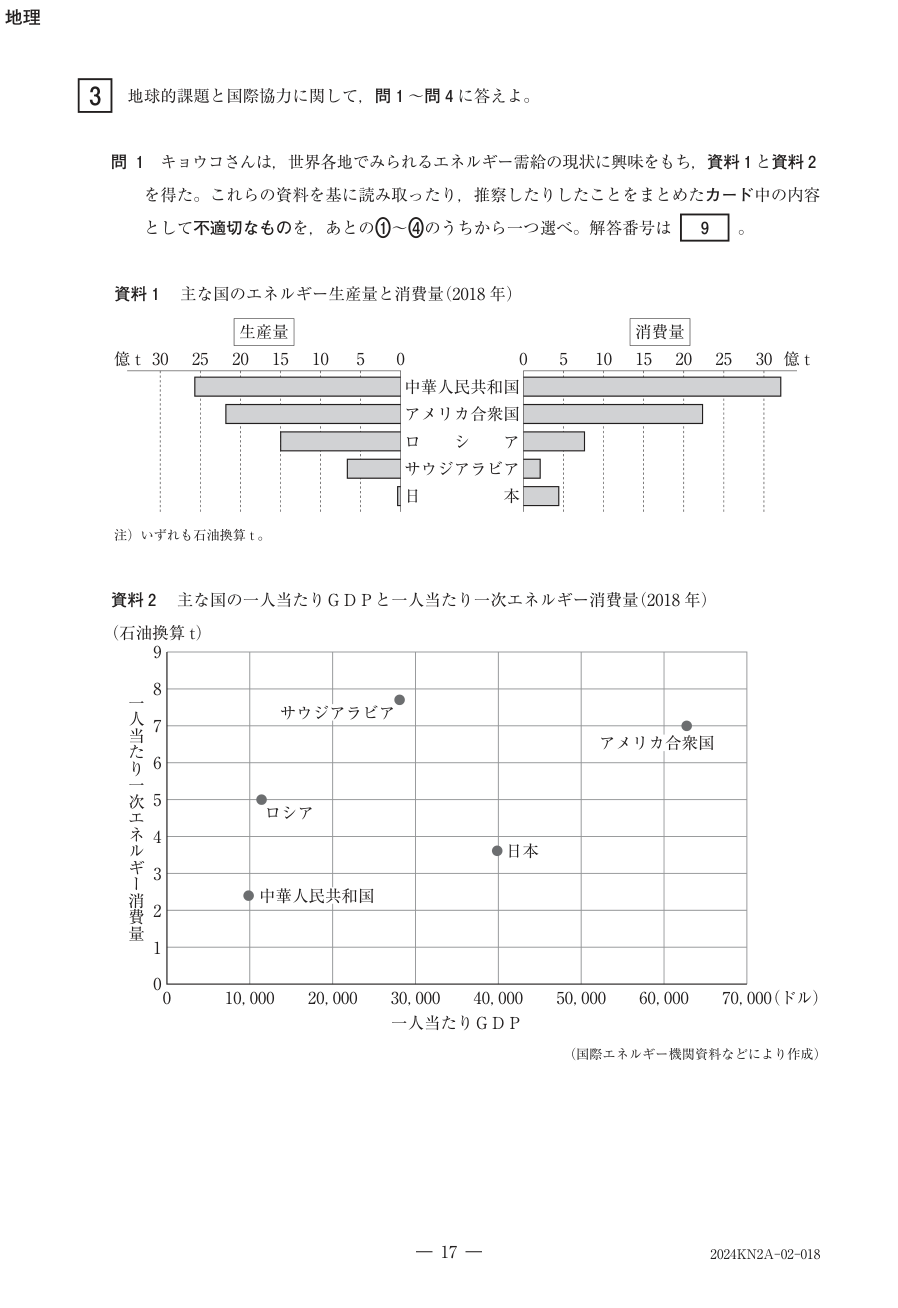 地理
3 地球的課題と国際協力に関して，問1～問4に答えよ。
問1 キョウコさんは，世界各地でみられるエネルギー需給の現状に興味をもち，資料1と資料2
を得た。これらの資料を基に読み取ったり，推察したりしたことをまとめたカード中の内容
として不適切なものを，あとの①～④のうちから一つ選べ。解答番号は 9 。
資料1 主な国のエネルギー生産量と消費量(2018年)
生産量 消費量
億t 30 25 20 15 10 5 0 0 5 10 15 20 25 30 億t
中華人民共和国
アメリカ合衆国
ロシア
サウジアラビア
日本
注）いずれも石油換算t。
資料2 主な国の一人当たりGDPと一人当たり一次エネルギー消費量(2018年)
(石油換算t)
一人当たり一次エネルギー消費量
9
8
サウジアラビア
7
アメリカ合衆国
6
5
ロシア
4
日本
3
中華人民共和国
2
1
0
0 10,000 20,000 30,000 40,000 50,000 60,000 70,000(ドル)
一人当たりGDP
(国際エネルギー機関資料などにより作成)
― 17 ―
2024KN2A-02-018